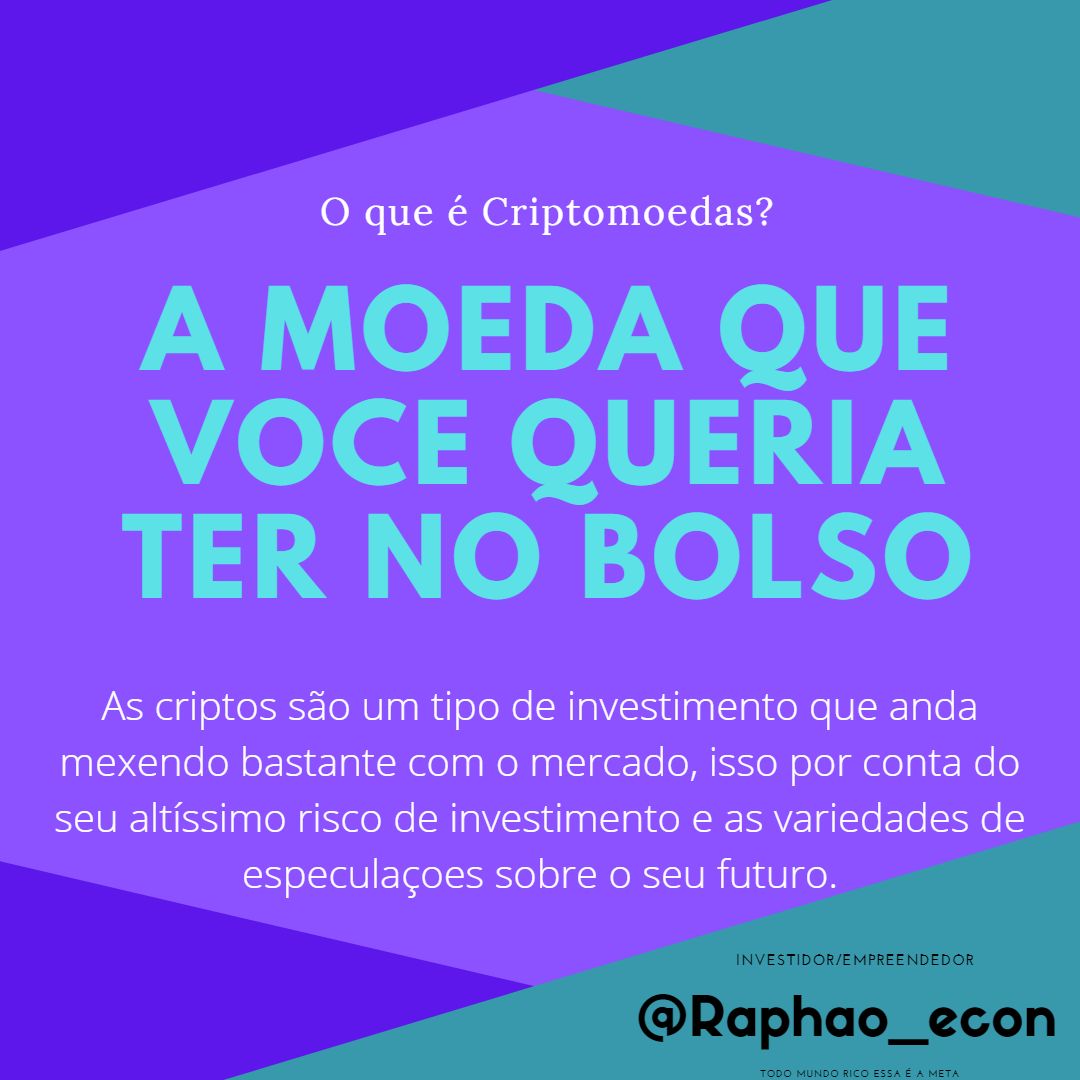 O que é Criptomoedas?
A MOEDA QUE
VOCE QUERIA
TER NO BOLSO
As criptos são um tipo de investimento que anda
mexendo bastante com o mercado, isso por conta do
seu altíssimo risco de investimento e as variedades de
especulaçoes sobre o seu futuro.
INVESTIDOR/EMPREENDEDOR
@Raphao_econ
TODO MUNDO RICO ESSA É A META